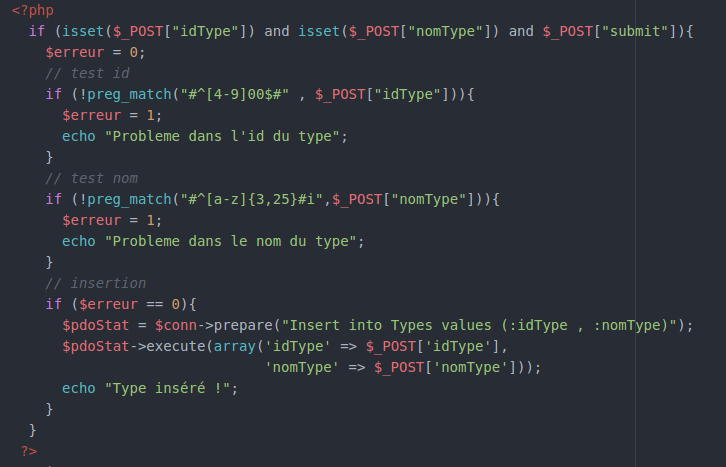 <?php
if (isset($_POST["idType"]) and isset($_POST["nomType"]) and $_POST["submit"]){
$erreur = 0;
// test id
if (!preg_match("#^[4-9]00$#" , $_POST["idType"])){
$erreur = 1;
echo "Probleme dans l'id du type";
}
// test nom
if (!preg_match("#^[a-z]{3,25}#i",$_POST["nomType"])){
$erreur = 1;
echo "Probleme dans le nom du type";
}
// insertion
if ($erreur == 0){
$pdoStat = $conn->prepare("Insert into Types values (:idType , :nomType)");
$pdoStat->execute(array('idType' => $_POST['idType'],
'nomType' => $_POST['nomType']));
echo "Type inséré !";
}
}
?>